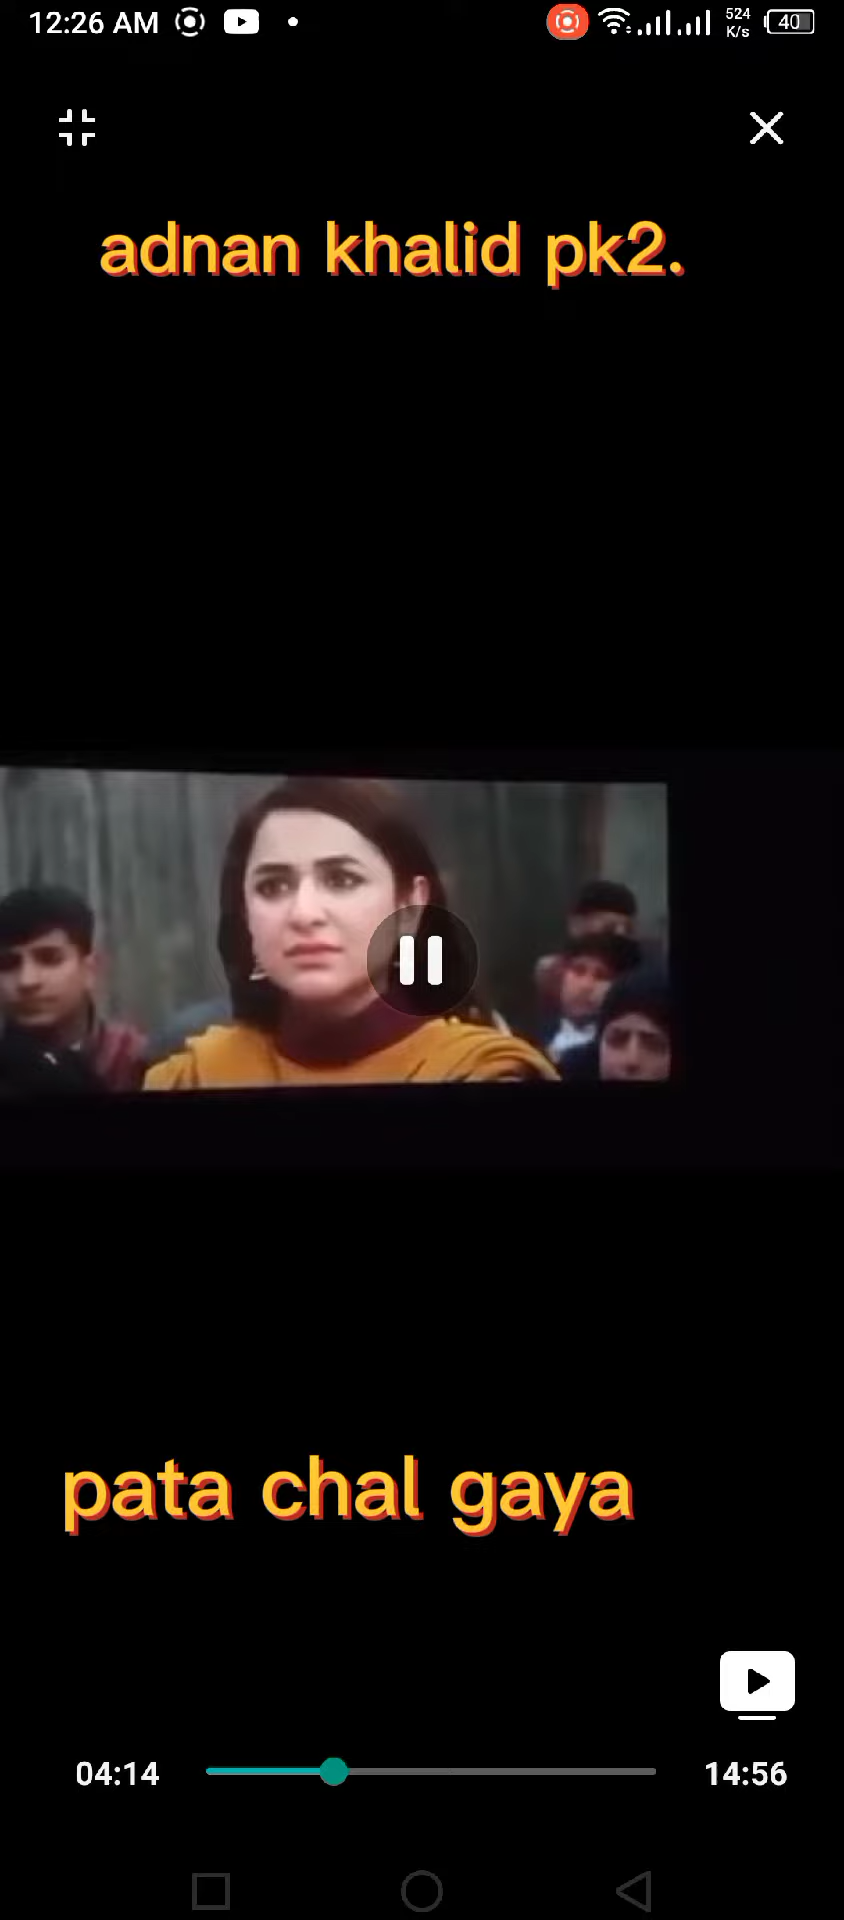 12:26 AM
524
K/s
40
adnan khalid pk2.
pata chal gaya
04:14
14:56